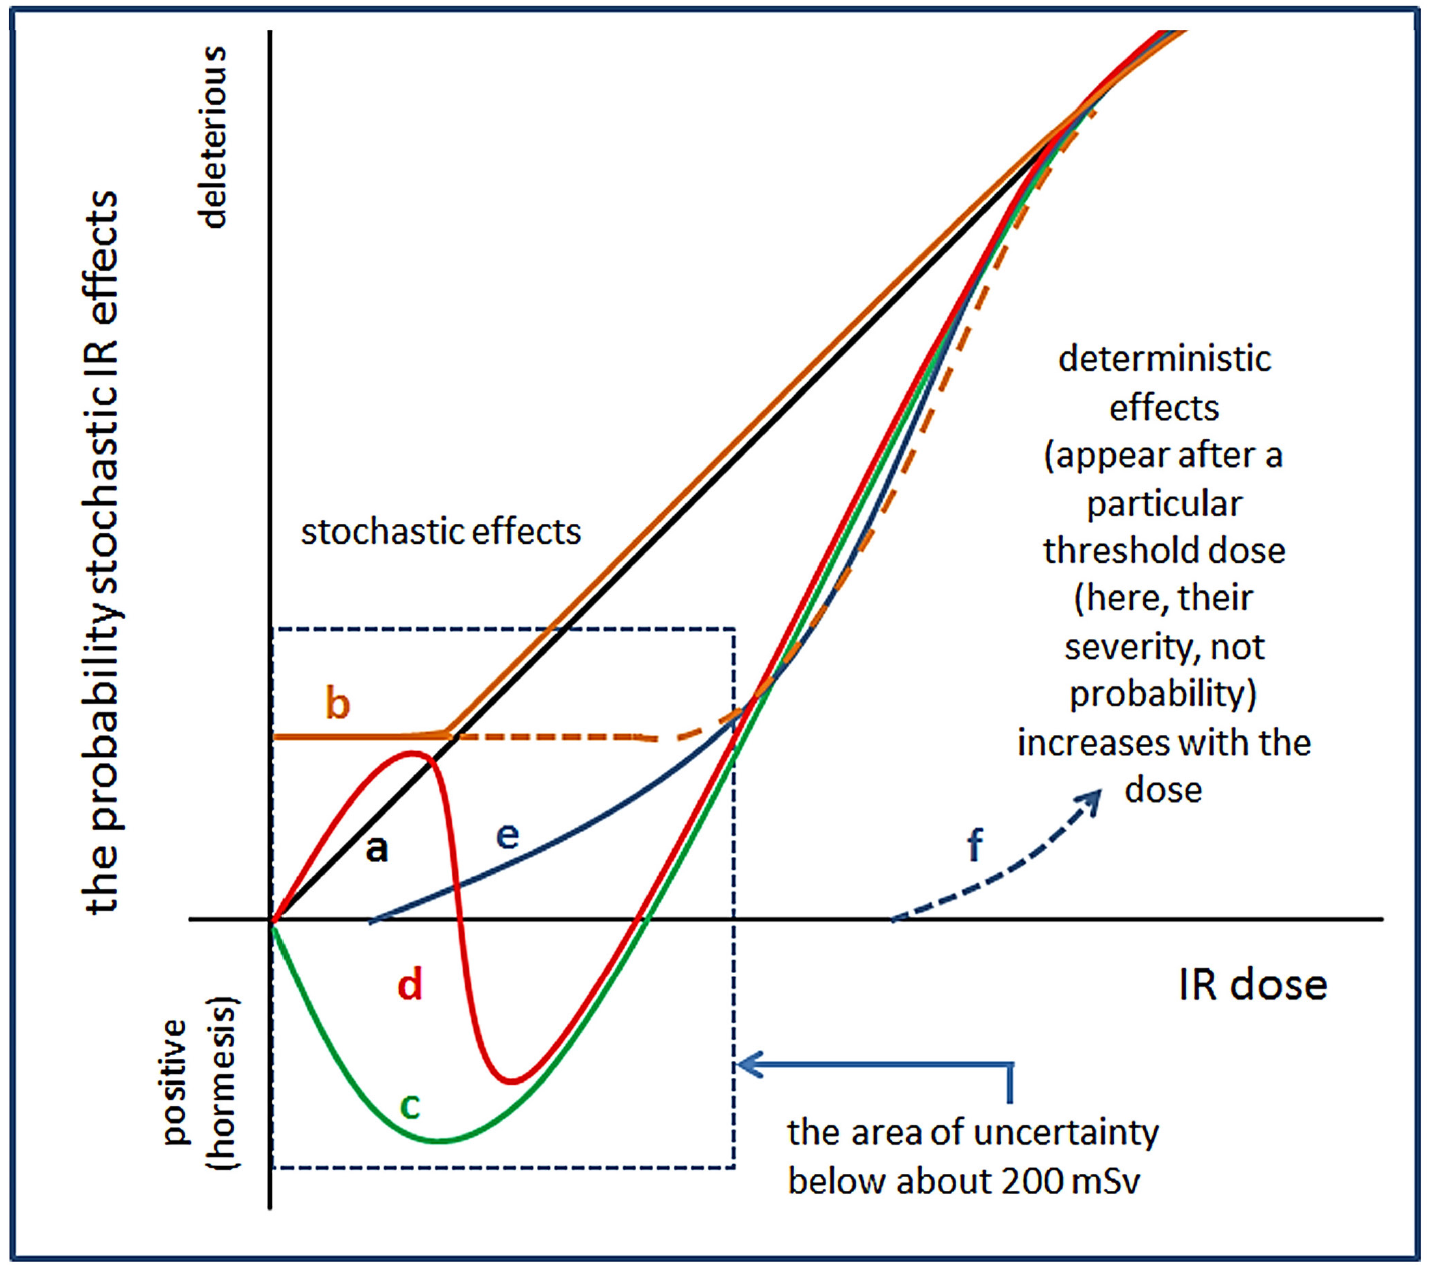 deleterious
the probability stochastic IR effects
positive
(hormesis)
stochastic effects
b
a
e
d
c
f
deterministic
effects
(appear after a
particular
threshold dose
(here, their
severity, not
probability)
increases with the
dose
IR dose
the area of uncertainty
below about 200 mSv